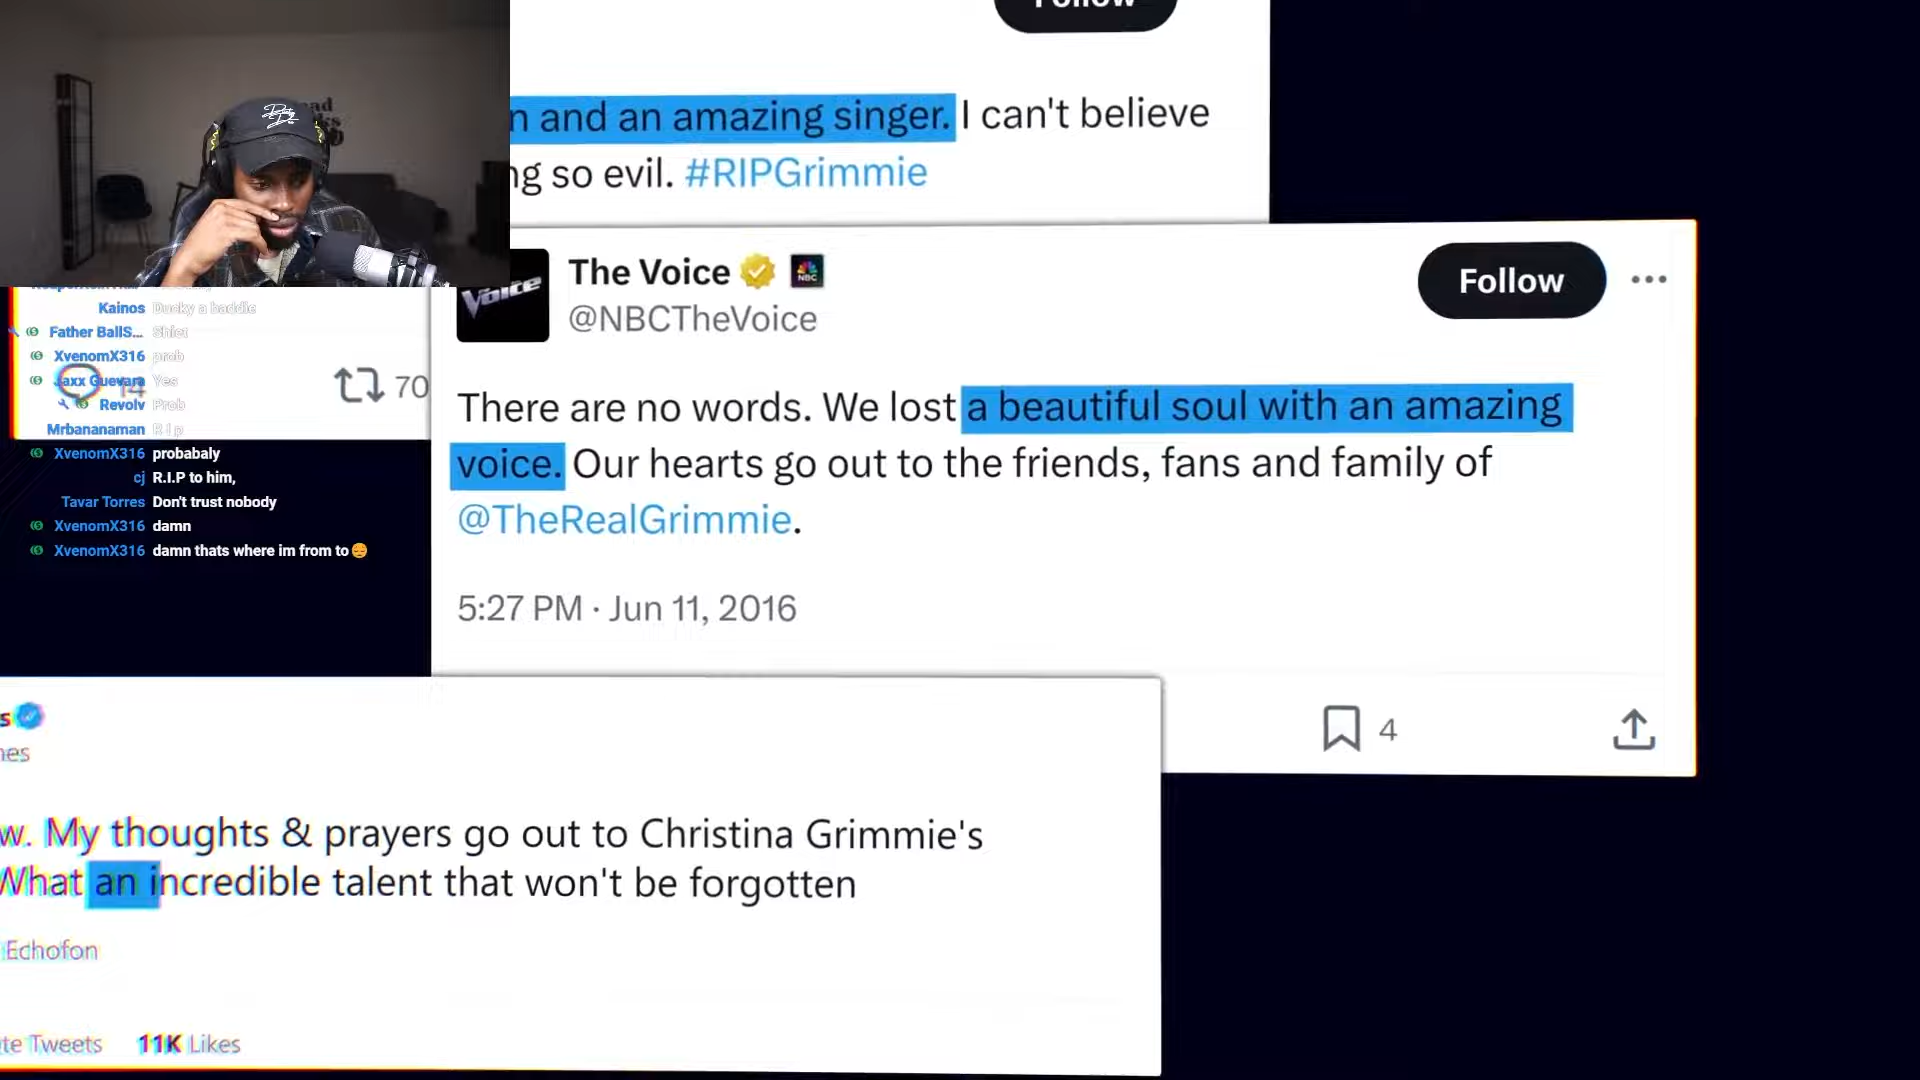 Follow
n and an amazing singer. I can't believe
ng so evil. #RIPGrimmie
The Voice
@NBCTheVoice
Follow
Voice
NBC
There are no words. We lost a beautiful soul with an amazing
voice. Our hearts go out to the friends, fans and family of
@TheRealGrimmie.
5:27 PM · Jun 11, 2016
4
14
70
Kainos Ducky a baddie
Father BallS... Shiet
XvenomX316 prob
Jaxx Guevara Yes
Revolv Prob
Mrbananaman R I p
XvenomX316 probabaly
cj R.I.P to him,
Tavar Torres Don't trust nobody
XvenomX316 damn
XvenomX316 damn thats where im from to😔
s
nes
w. My thoughts & prayers go out to Christina Grimmie's
What an incredible talent that won't be forgotten
Echofon
te Tweets 11K Likes